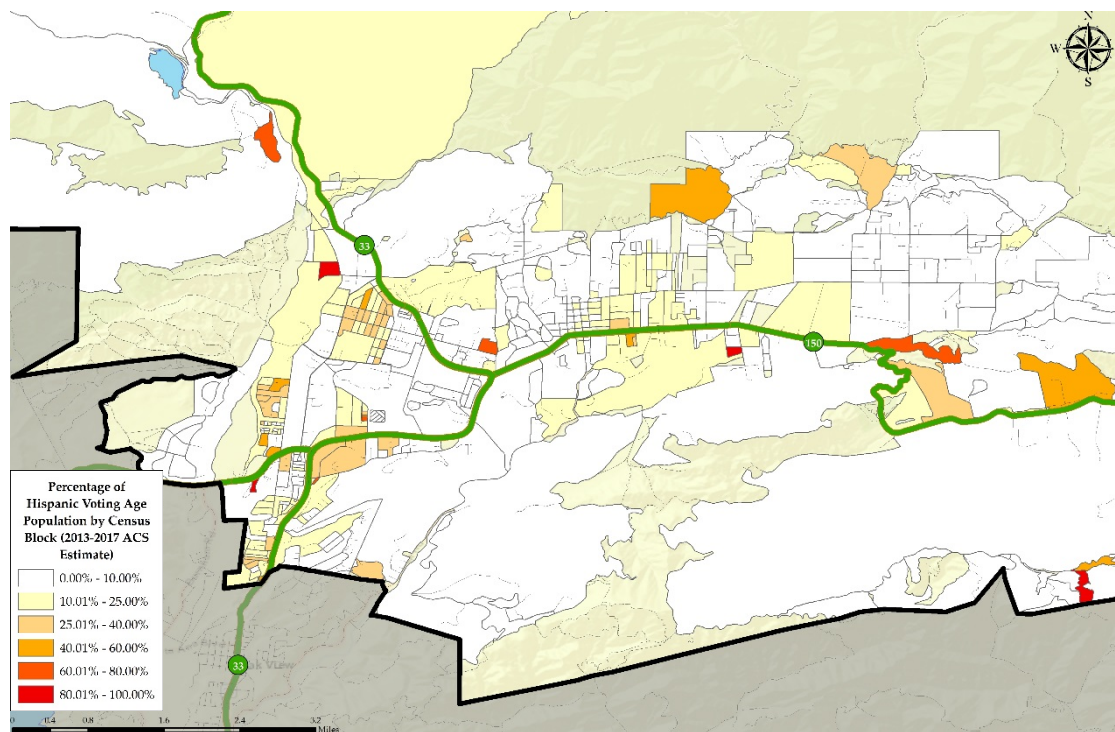 N
W
S
33
150
33
ak View
Percentage of
Hispanic Voting Age
Population by Census
Block (2013-2017 ACS
Estimate)
0.00% - 10.00%
10.01% - 25.00%
25.01% - 40.00%
40.01% - 60.00%
60.01% - 80.00%
80.01% - 100.00%
0 0.4 0.8 1.6 2.4 3.2
Miles